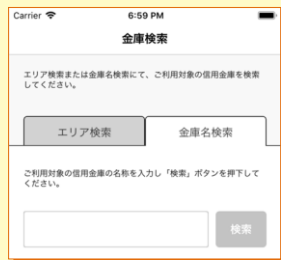 Carrier 6:59 PM
金庫検索
エリア検索または金庫名検索にて、ご利用対象の信用金庫を検索
してください。
エリア検索 金庫名検索
ご利用対象の信用金庫の名称を入力し「検索」ボタンを押下して
ください。
検索